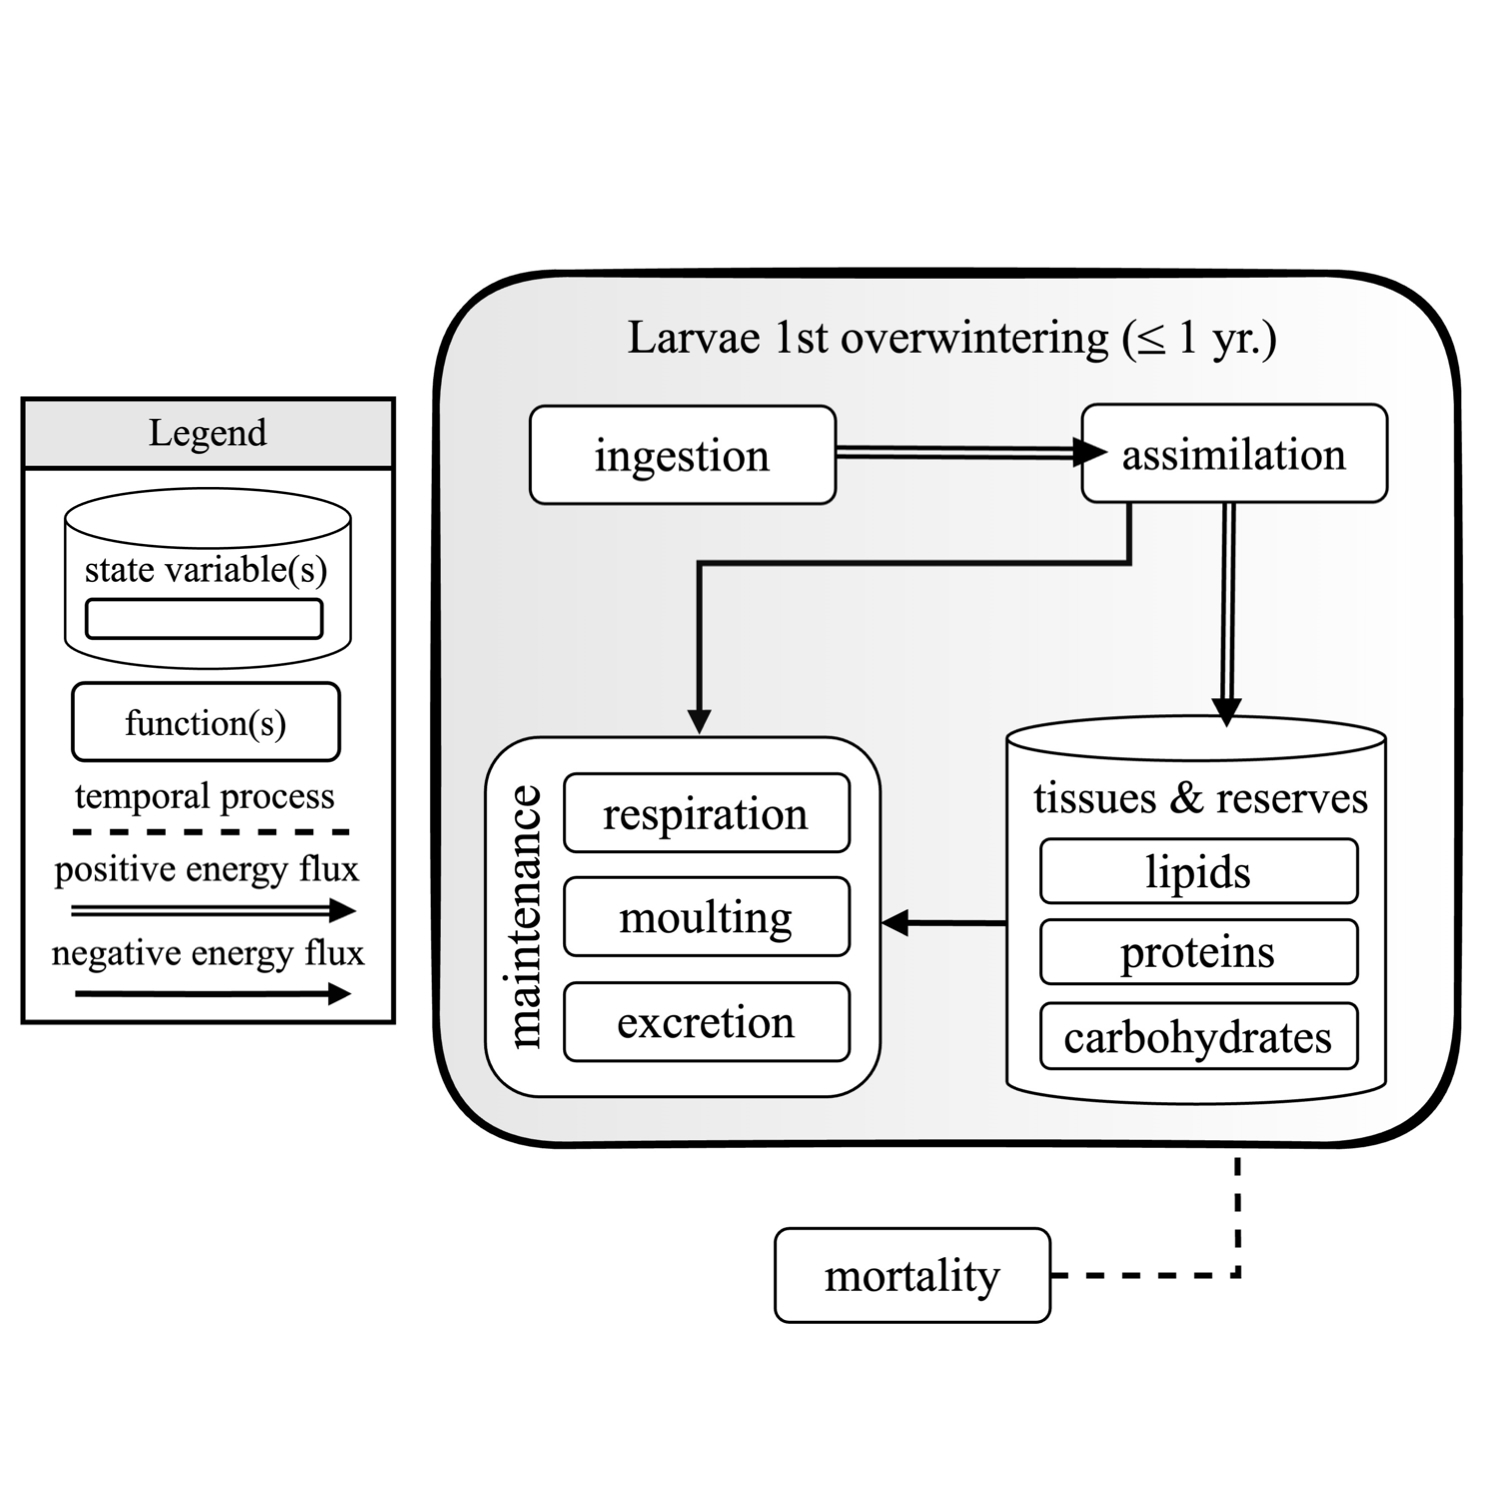 Legend
state variable(s)
function(s)
temporal process
positive energy flux
negative energy flux
Larvae 1st overwintering (≤ 1 yr.)
ingestion
assimilation
maintenance
respiration
moulting
excretion
tissues & reserves
lipids
proteins
carbohydrates
mortality